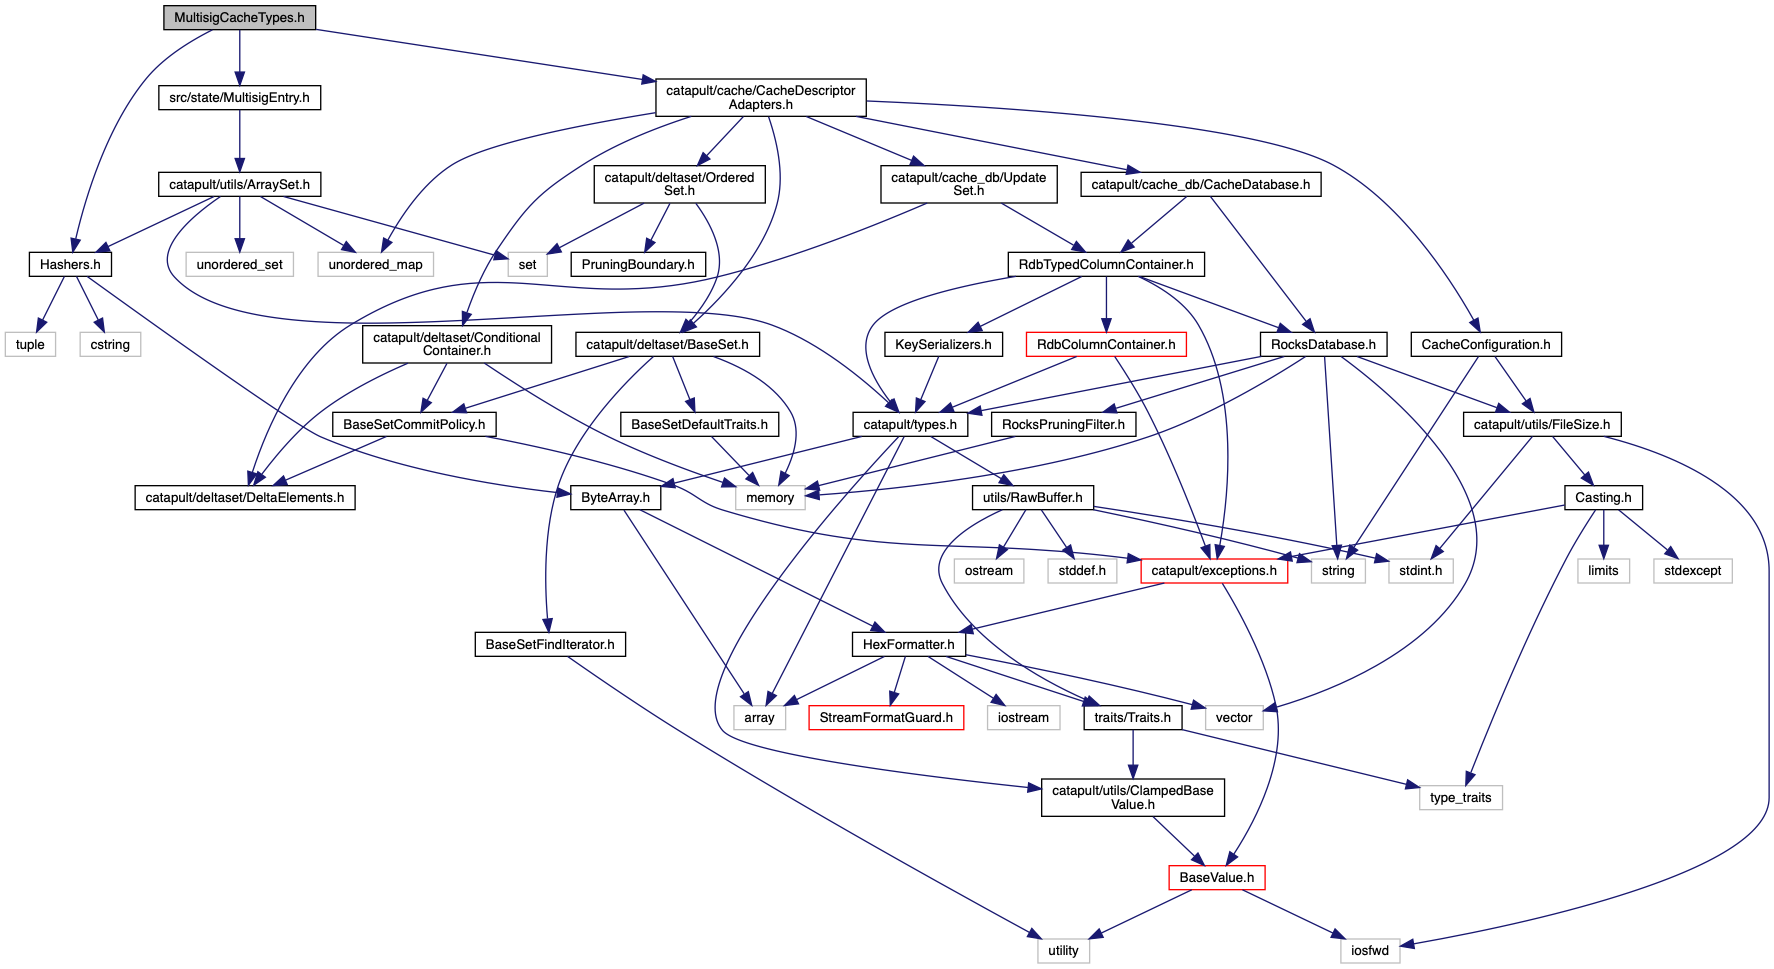 MultisigCacheTypes.h
src/state/MultisigEntry.h
catapult/cache/CacheDescriptor
Adapters.h
catapult/utils/ArraySet.h
catapult/deltaset/Ordered
Set.h
catapult/cache_db/Update
Set.h
catapult/cache_db/CacheDatabase.h
Hashers.h
unordered_set
unordered_map
set
PruningBoundary.h
RdbTypedColumnContainer.h
tuple
cstring
catapult/deltaset/Conditional
Container.h
catapult/deltaset/BaseSet.h
KeySerializers.h
RdbColumnContainer.h
RocksDatabase.h
CacheConfiguration.h
BaseSetCommitPolicy.h
BaseSetDefaultTraits.h
catapult/types.h
RocksPruningFilter.h
catapult/utils/FileSize.h
catapult/deltaset/DeltaElements.h
ByteArray.h
memory
utils/RawBuffer.h
Casting.h
ostream
stddef.h
catapult/exceptions.h
string
stdint.h
limits
stdexcept
BaseSetFindIterator.h
HexFormatter.h
array
StreamFormatGuard.h
iostream
traits/Traits.h
vector
catapult/utils/ClampedBase
Value.h
type_traits
BaseValue.h
utility
iosfwd